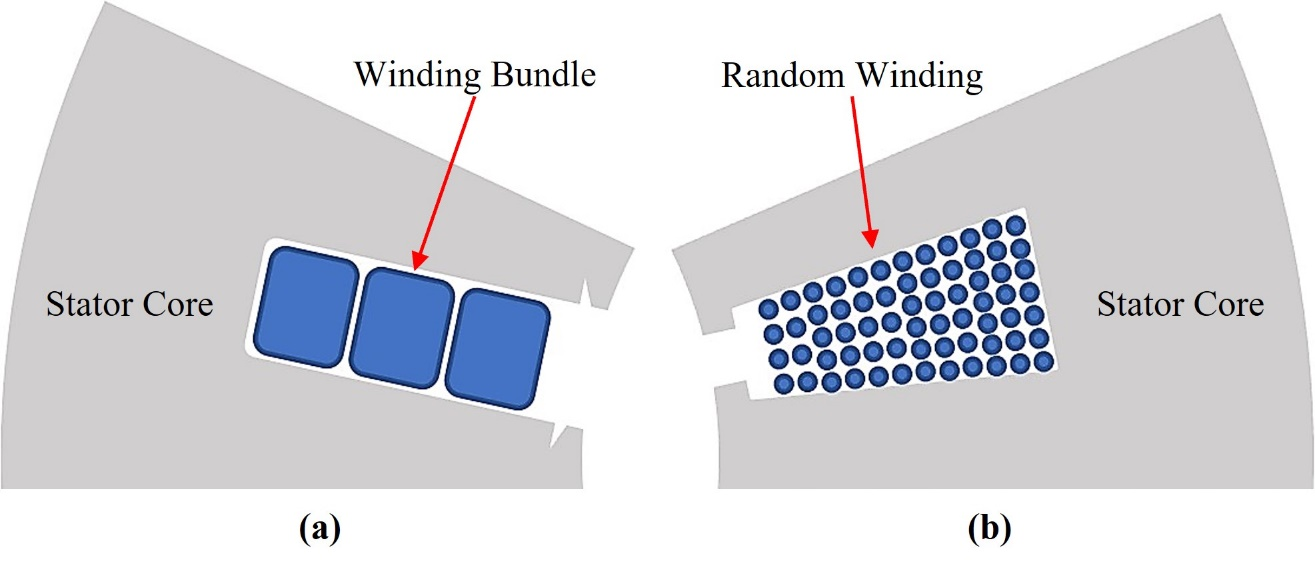 Winding Bundle
Random Winding
Stator Core
Stator Core
(a)
(b)